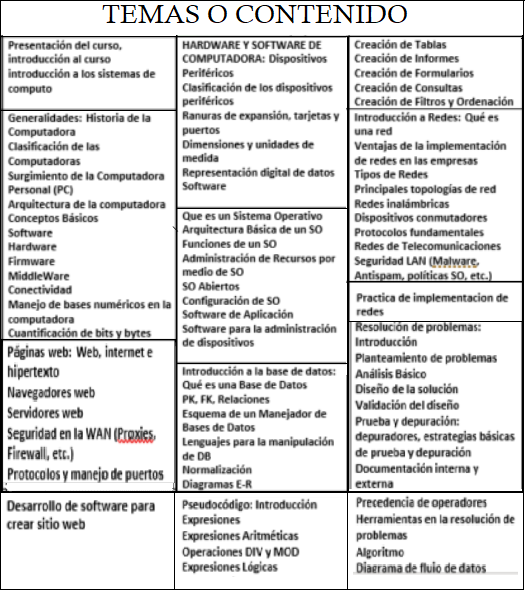 TEMAS O CONTENIDO
Presentación del curso,
introducción al curso
introducción a los sistemas de
computo
Generalidades: Historia de la
Computadora
Clasificación de las
Computadoras
Surgimiento de la Computadora
Personal (PC)
Arquitectura de la computadora
Conceptos Básicos
Software
Hardware
Firmware
MiddleWare
Conectividad
Manejo de bases numéricos en la
computadora
Cuantificación de bits y bytes
Páginas web: Web, internet e
hipertexto
Navegadores web
Servidores web
Seguridad en la WAN (Proxies,
Firewall, etc.)
Protocolos y manejo de puertos
Desarrollo de software para
crear sitio web
HARDWARE Y SOFTWARE DE
COMPUTADORA: Dispositivos
Periféricos
Clasificación de los dispositivos
periféricos
Ranuras de expansión, tarjetas y
puertos
Dimensiones y unidades de
medida
Representación digital de datos
Software
Que es un Sistema Operativo
Arquitectura Básica de un SO
Funciones de un SO
Administración de Recursos por
medio de SO
SO Abiertos
Configuración de SO
Software de Aplicación
Software para la administración
de dispositivos
Introducción a la base de datos:
Qué es una Base de Datos
PK, FK, Relaciones
Esquema de un Manejador de
Bases de Datos
Lenguajes para la manipulación
de DB
Normalización
Diagramas E-R
Pseudocódigo: Introducción
Expresiones
Expresiones Aritméticas
Operaciones DIV y MOD
Expresiones Lógicas
Creación de Tablas
Creación de Informes
Creación de Formularios
Creación de Consultas
Creación de Filtros y Ordenación
Introducción a Redes: Qué es
una red
Ventajas de la implementación
de redes en las empresas
Tipos de Redes
Principales topologías de red
Redes inalámbricas
Dispositivos conmutadores
Protocolos fundamentales
Redes de Telecomunicaciones
Seguridad LAN (Malware,
Antispam, políticas SO, etc.)
Practica de implementacion de
redes
Resolución de problemas:
Introducción
Planteamiento de problemas
Análisis Básico
Diseño de la solución
Validación del diseño
Prueba y depuración:
depuradores, estrategias básicas
de prueba y depuración
Documentación interna y
externa
Precedencia de operadores
Herramientas en la resolución de
problemas
Algoritmo
Diagrama de flujo de datos